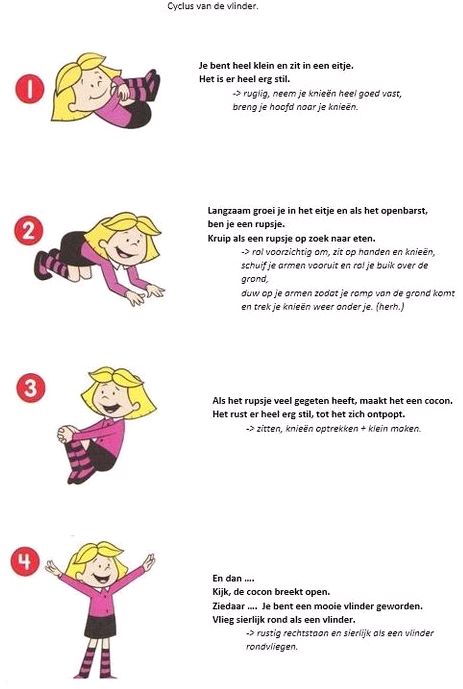 Cyclus van de vlinder.
1
Je bent heel klein en zit in een eitje.
Het is er heel erg stil.
-> ruglig, neem je knieën heel goed vast,
breng je hoofd naar je knieën.
2
Langzaam groei je in het eitje en als het openbarst,
ben je een rupsje.
Kruip als een rupsje op zoek naar eten.
-> rol voorzichtig om, zit op handen en knieën,
schuif je armen vooruit en rol je buik over de
grond,
duw op je armen zodat je romp van de grond komt
en trek je knieën weer onder je. (herh.)
3
Als het rupsje veel gegeten heeft, maakt het een cocon.
Het rust er heel erg stil, tot het zich ontpopt.
-> zitten, knieën optrekken + klein maken.
4
En dan ....
Kijk, de cocon breekt open.
Ziedaar .... Je bent een mooie vlinder geworden.
Vlieg sierlijk rond als een vlinder.
-> rustig rechtstaan en sierlijk als een vlinder
rondvliegen.